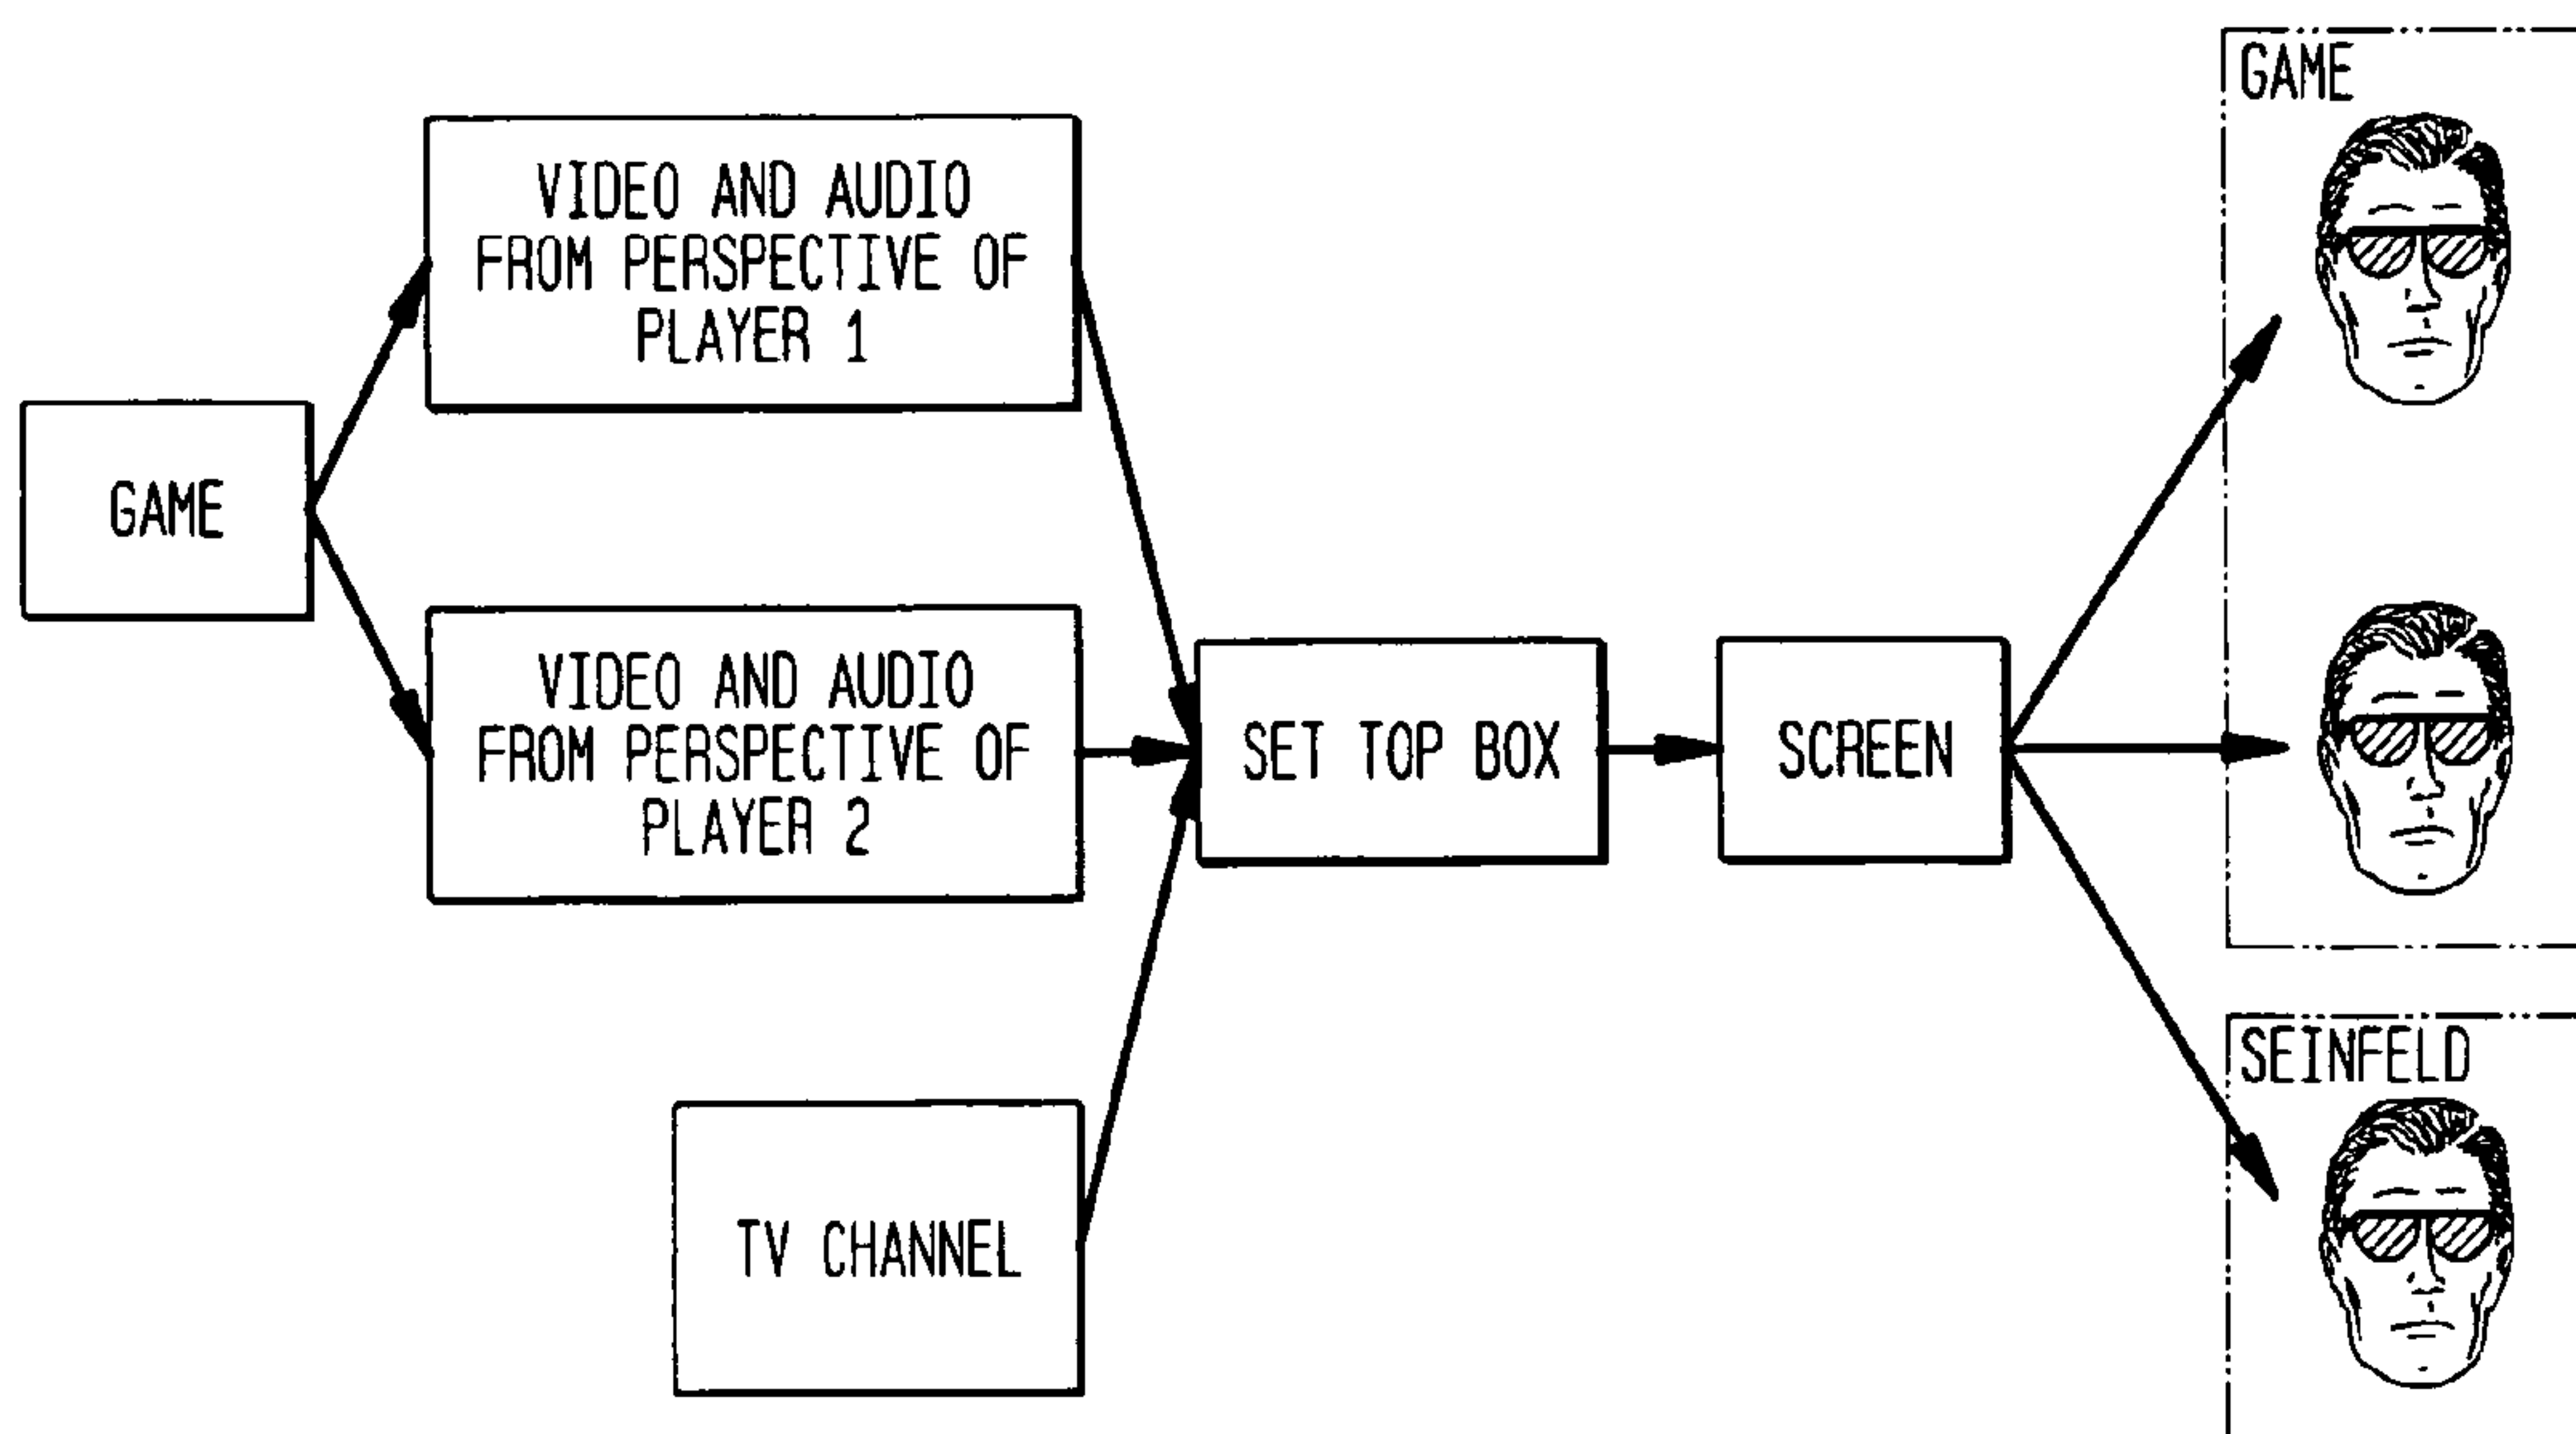 GAME
VIDEO AND AUDIO
FROM PERSPECTIVE OF
PLAYER 1
GAME
VIDEO AND AUDIO
FROM PERSPECTIVE OF
PLAYER 2
SET TOP BOX
SCREEN
SEINFELD
TV CHANNEL